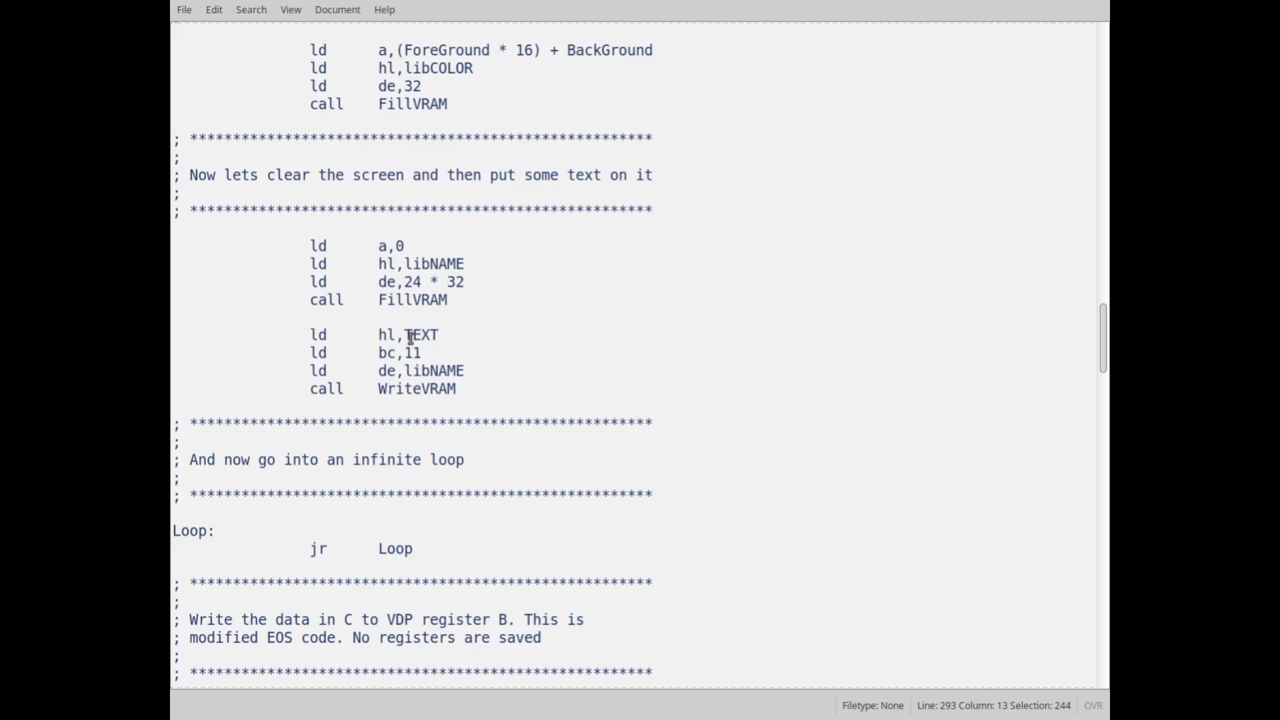 File Edit Search View Document Help
ld a,(ForeGround * 16) + BackGround
ld hl,libCOLOR
ld de,32
call FillVRAM
; ******************************************************
;
; Now lets clear the screen and then put some text on it
;
; ******************************************************
ld a,0
ld hl,libNAME
ld de,24 * 32
call FillVRAM
ld hl,TEXT
ld bc,11
ld de,libNAME
call WriteVRAM
; ******************************************************
;
; And now go into an infinite loop
;
; ******************************************************
Loop:
jr Loop
; ******************************************************
;
; Write the data in C to VDP register B. This is
; modified EOS code. No registers are saved
;
; ******************************************************
Filetype: None Line: 293 Column: 13 Selection: 244 OVR